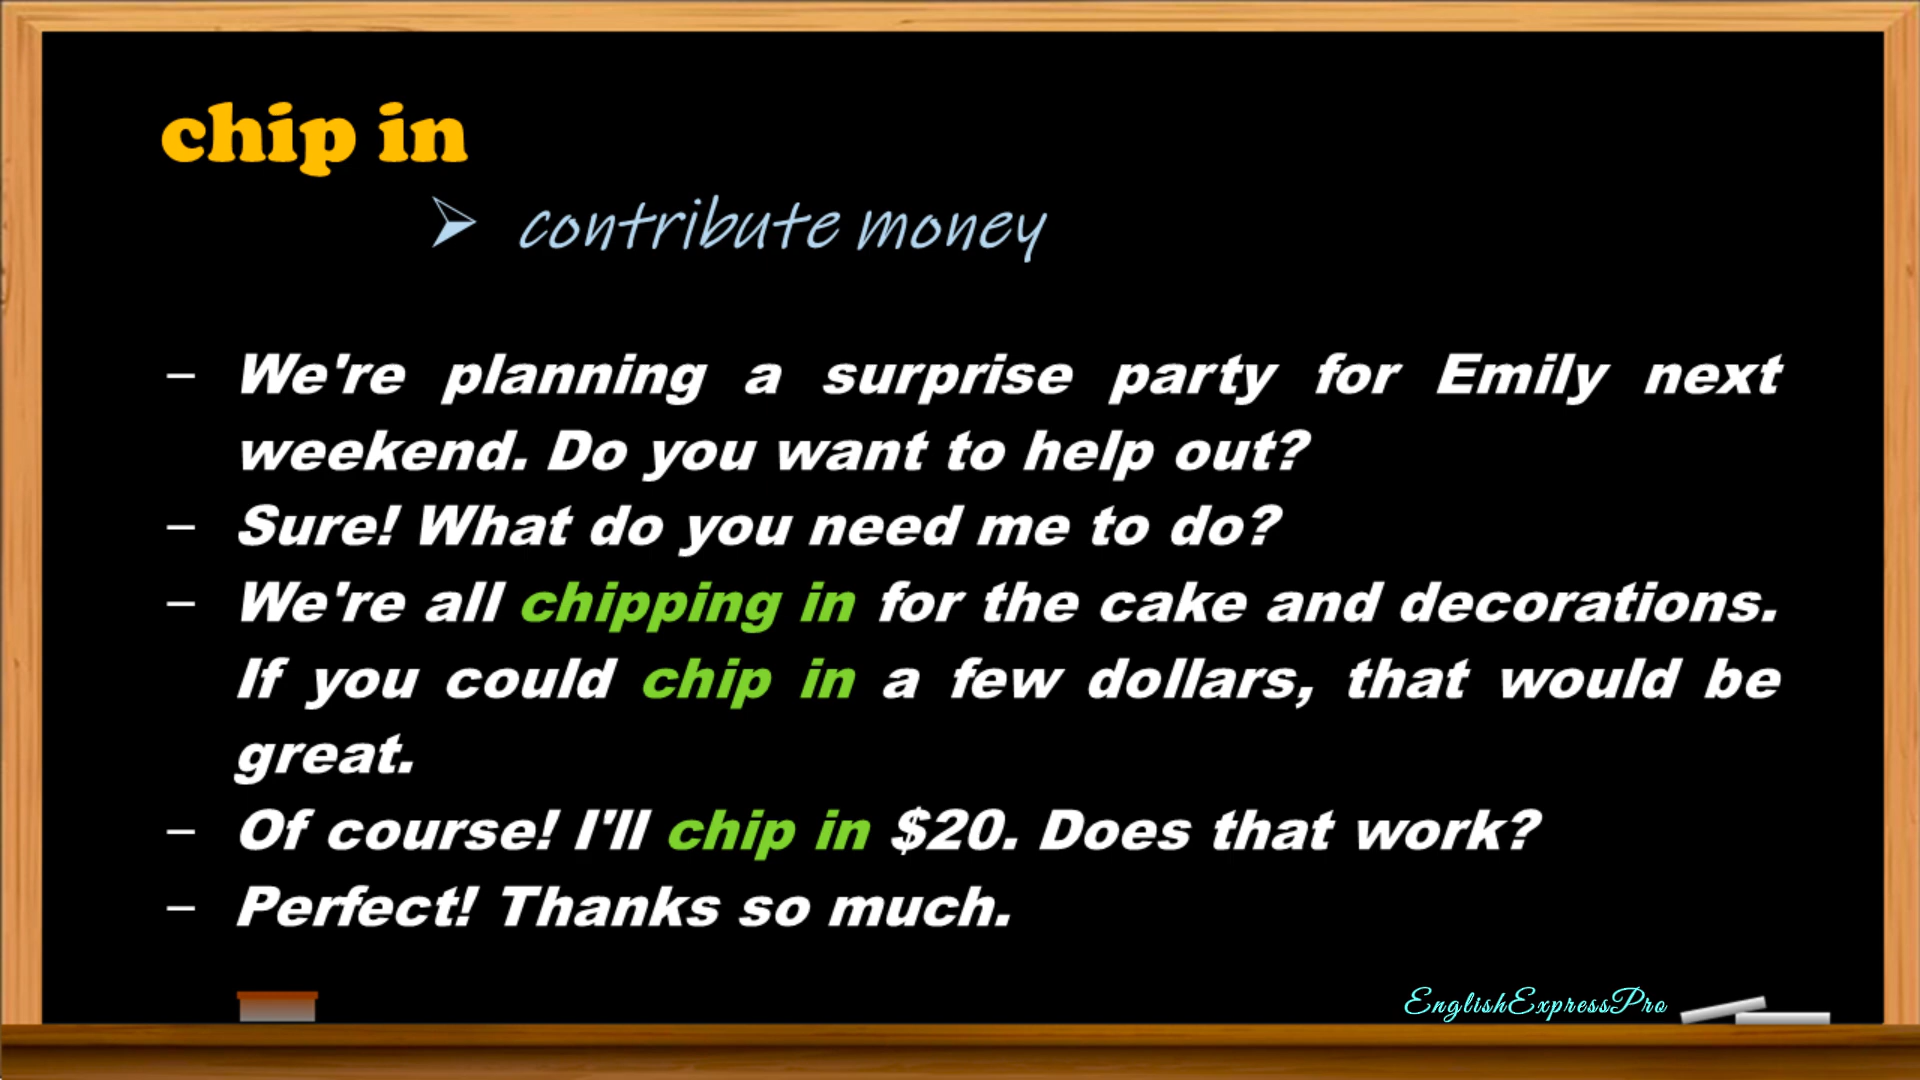 chip in
➢ contribute money
– We're planning a surprise party for Emily next
weekend. Do you want to help out?
– Sure! What do you need me to do?
– We're all chipping in for the cake and decorations.
If you could chip in a few dollars, that would be
great.
– Of course! I'll chip in $20. Does that work?
– Perfect! Thanks so much.
EnglishExpressPro